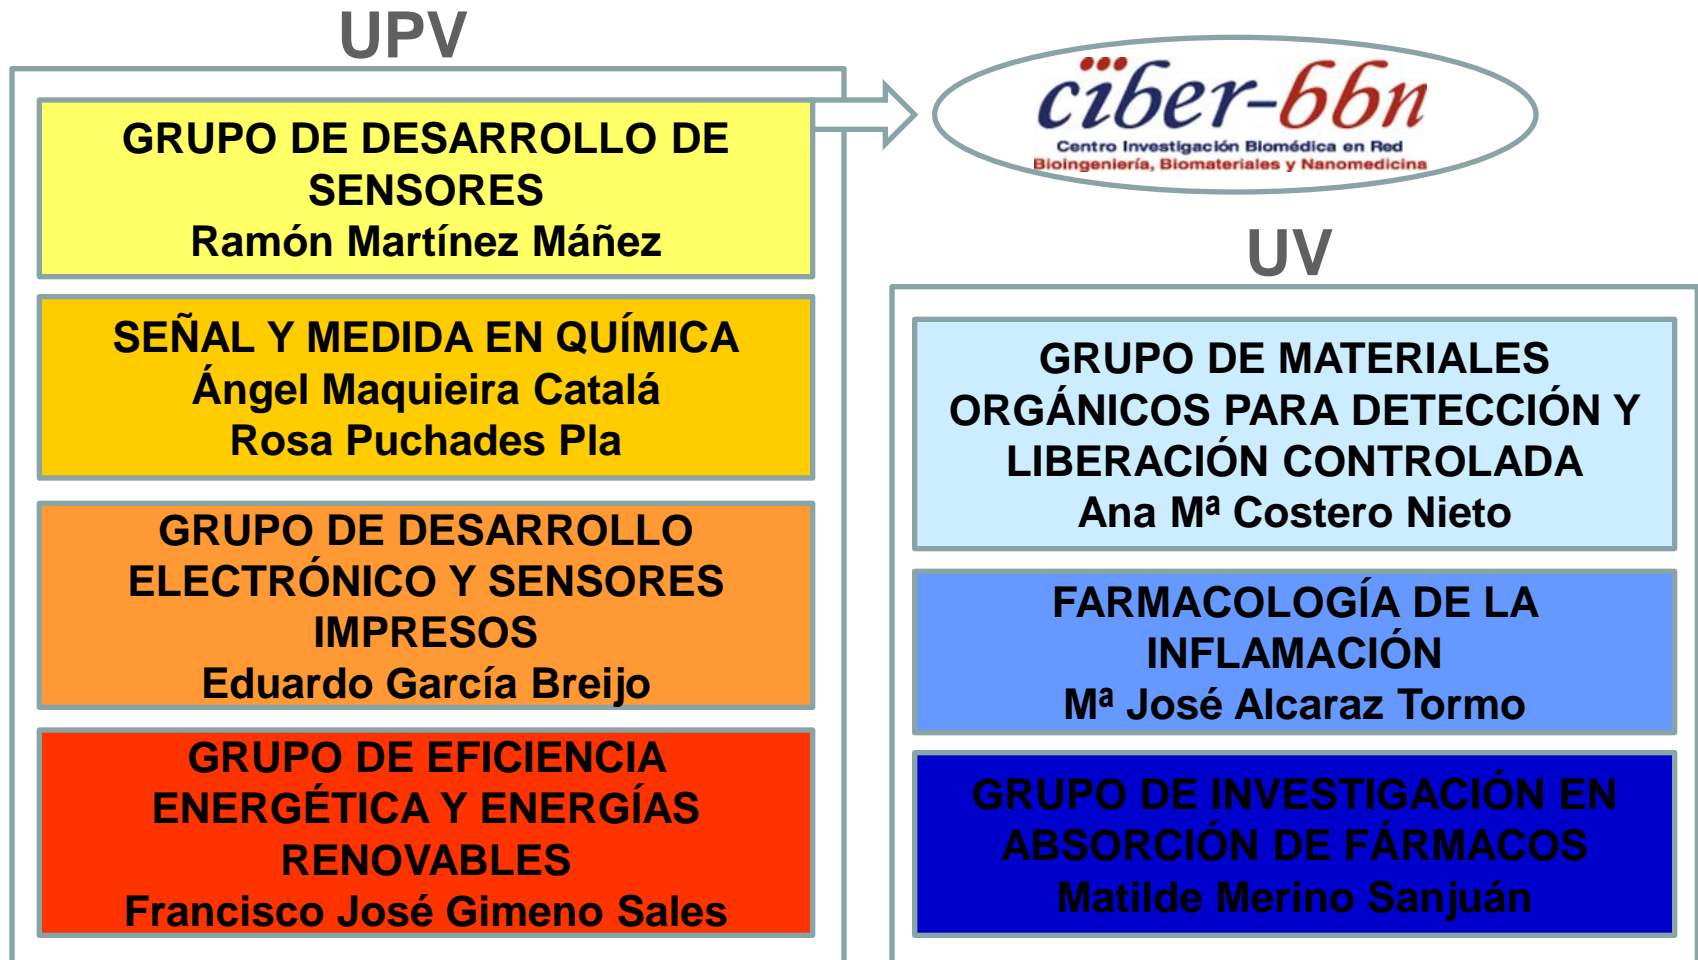 UPV
GRUPO DE DESARROLLO DE
SENSORES
Ramón Martínez Máñez
SEÑAL Y MEDIDA EN QUÍMICA
Ángel Maquieira Catalá
Rosa Puchades Pla
GRUPO DE DESARROLLO
ELECTRÓNICO Y SENSORES
IMPRESOS
Eduardo García Breijo
GRUPO DE EFICIENCIA
ENERGÉTICA Y ENERGÍAS
RENOVABLES
Francisco José Gimeno Sales
ciber-bbn
Centro Investigación Biomédica en Red
Bioingeniería, Biomateriales y Nanomedicina
UV
GRUPO DE MATERIALES
ORGÁNICOS PARA DETECCIÓN Y
LIBERACIÓN CONTROLADA
Ana Mª Costero Nieto
FARMACOLOGÍA DE LA
INFLAMACIÓN
Mª José Alcaraz Tormo
GRUPO DE INVESTIGACIÓN EN
ABSORCIÓN DE FÁRMACOS
Matilde Merino Sanjuán